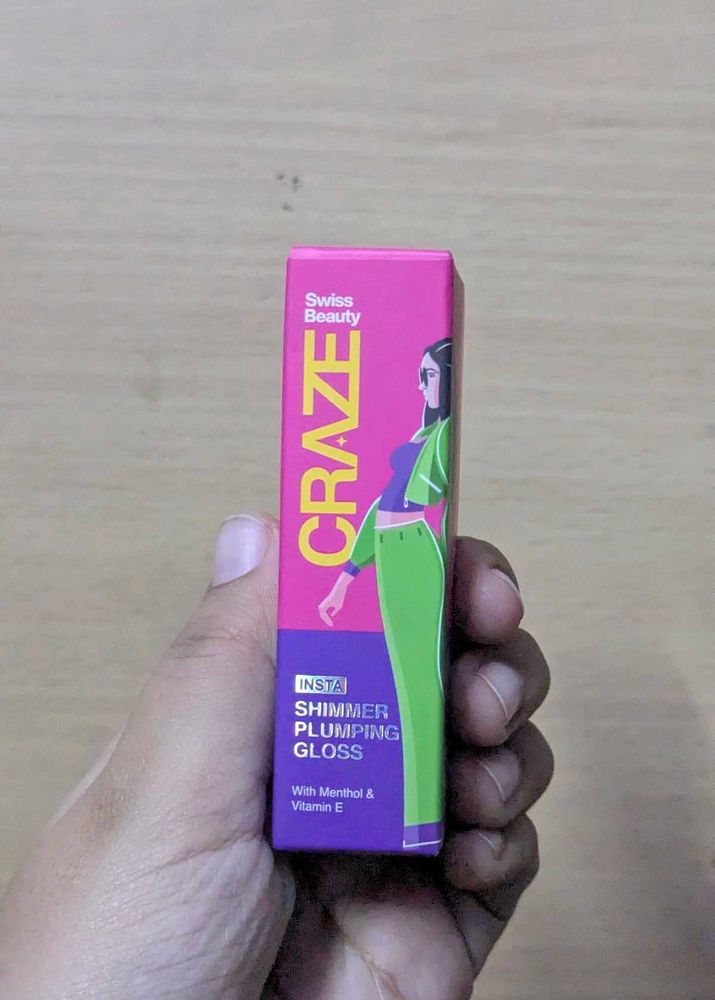 Swiss
Beauty
CRAZE
INSTA
SHIMMER
PLUMPING
GLOSS
With Menthol &
Vitamin E